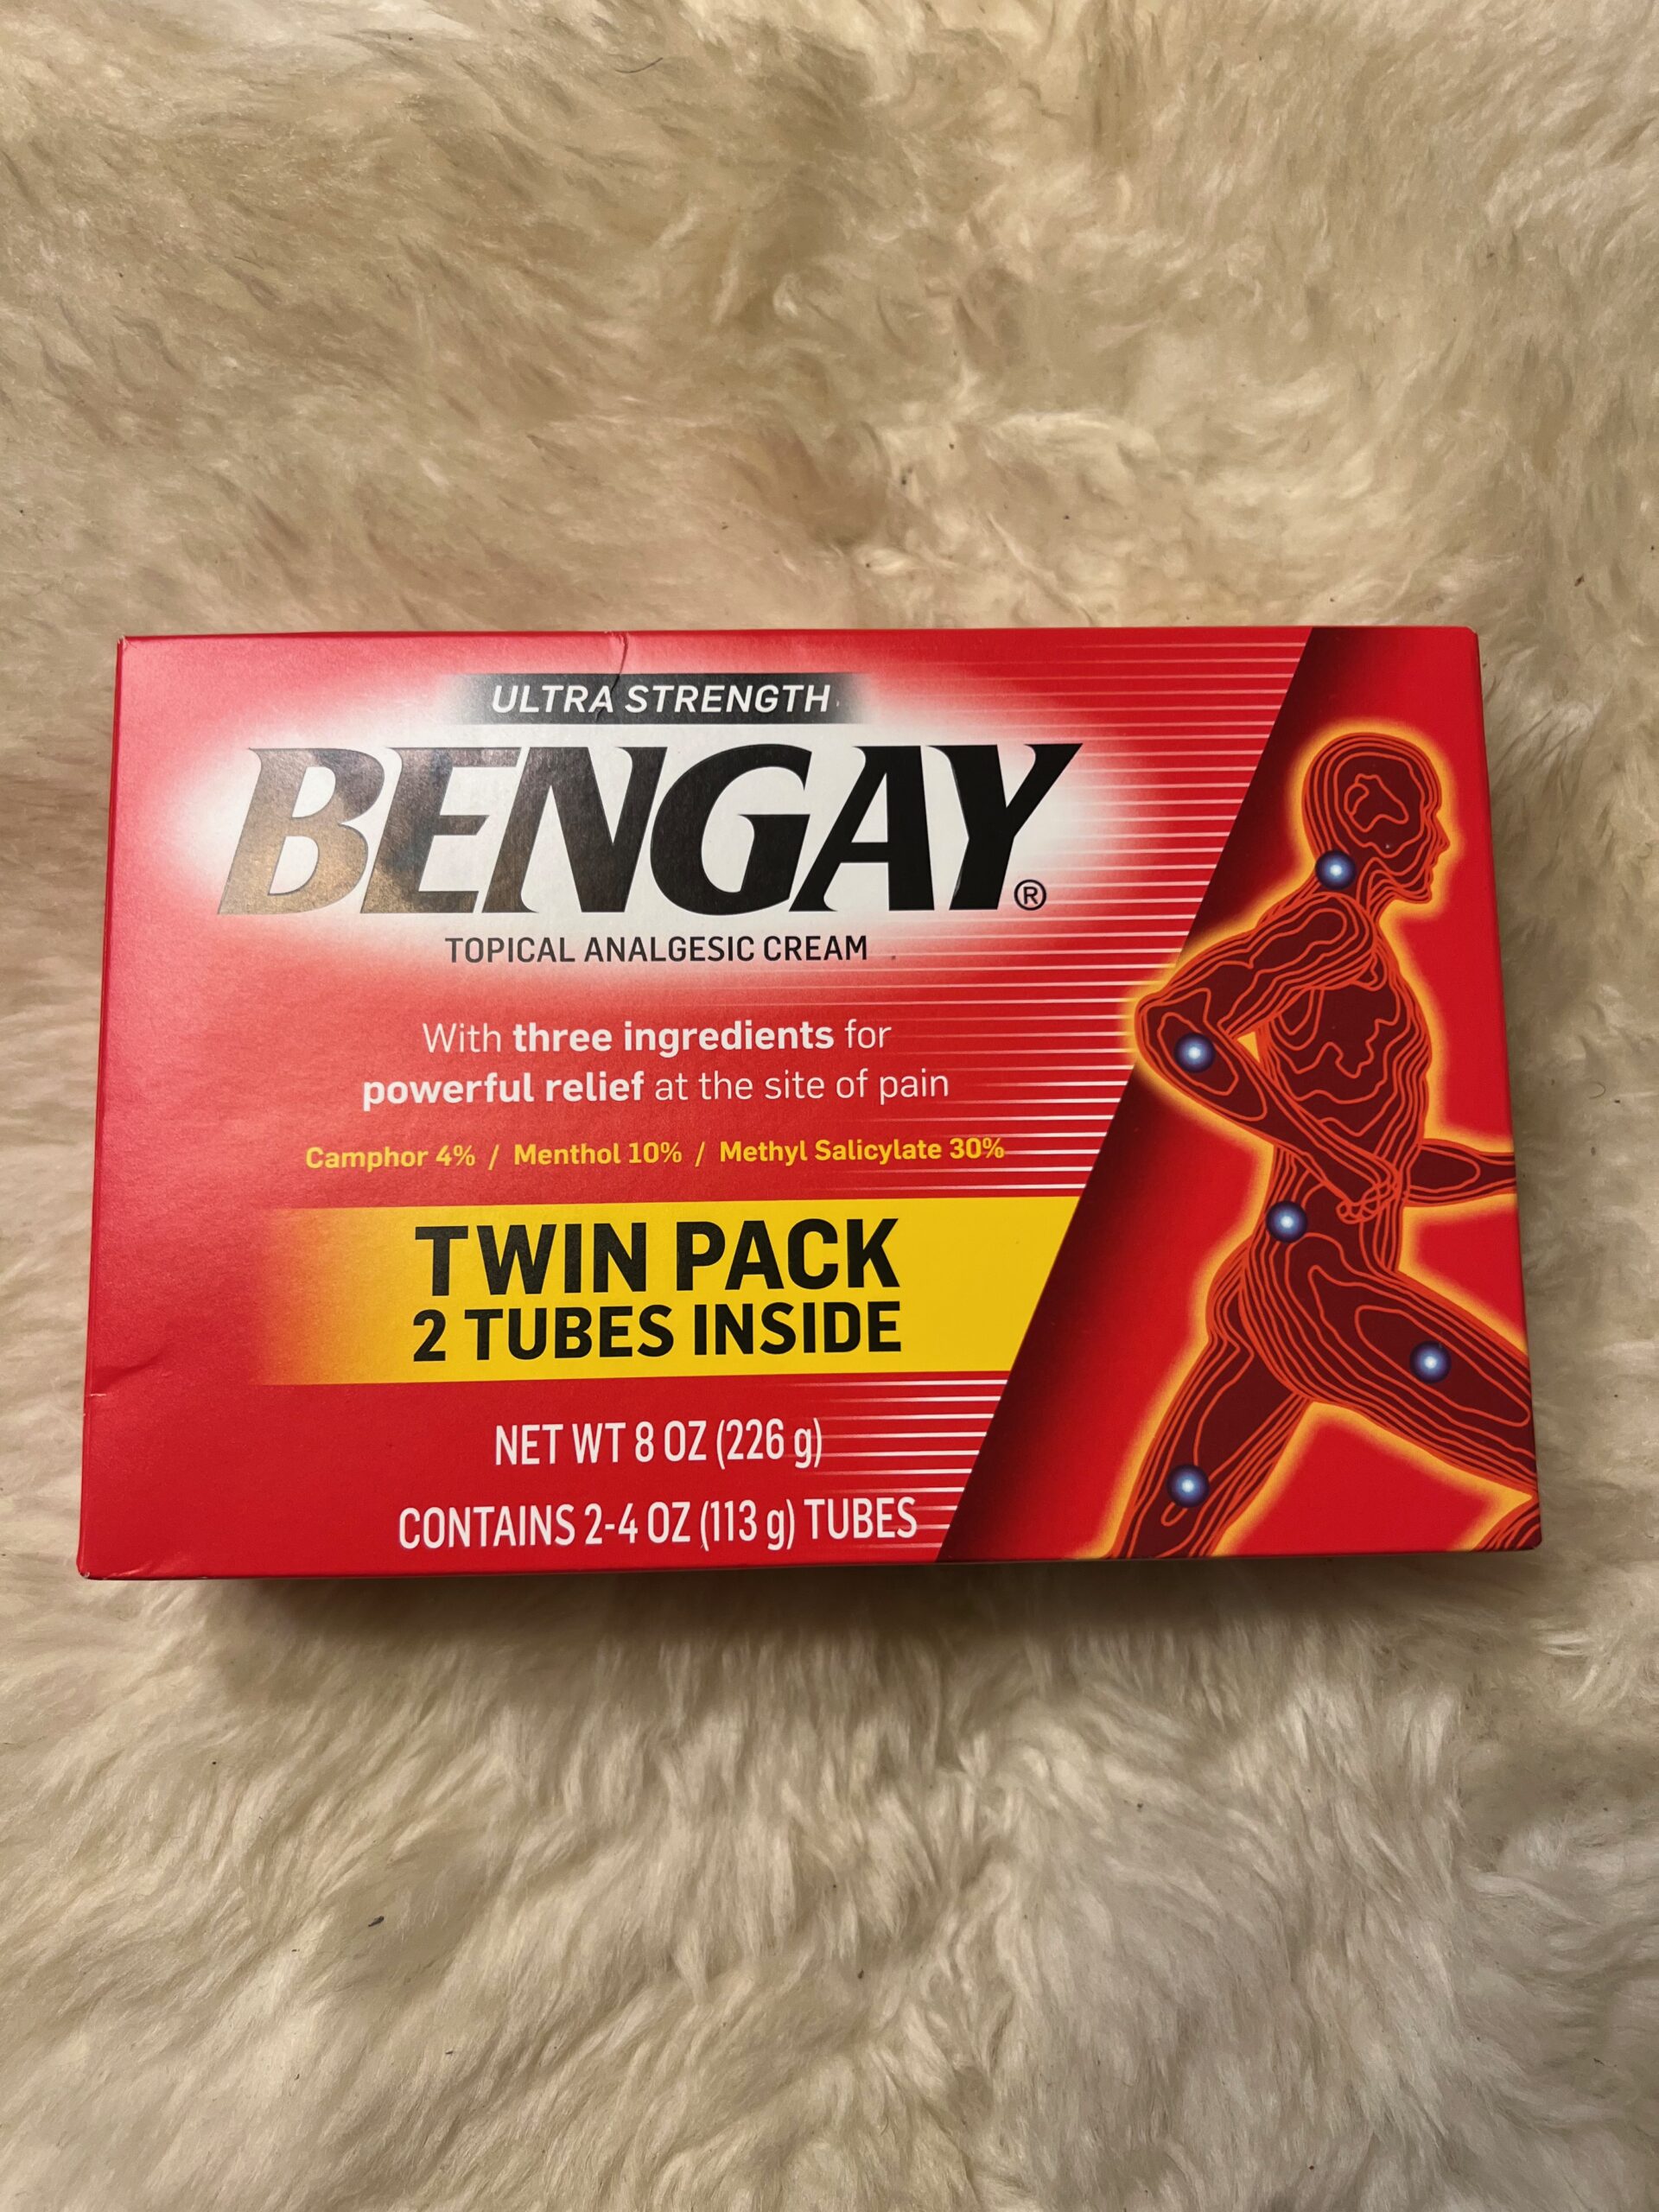 ULTRA STRENGTH
BENGAY®
TOPICAL ANALGESIC CREAM
With three ingredients for
powerful relief at the site of pain
Camphor 4% / Menthol 10% / Methyl Salicylate 30%
TWIN PACK
2 TUBES INSIDE
NET WT 8 OZ (226 g)
CONTAINS 2-4 OZ (113 g) TUBES